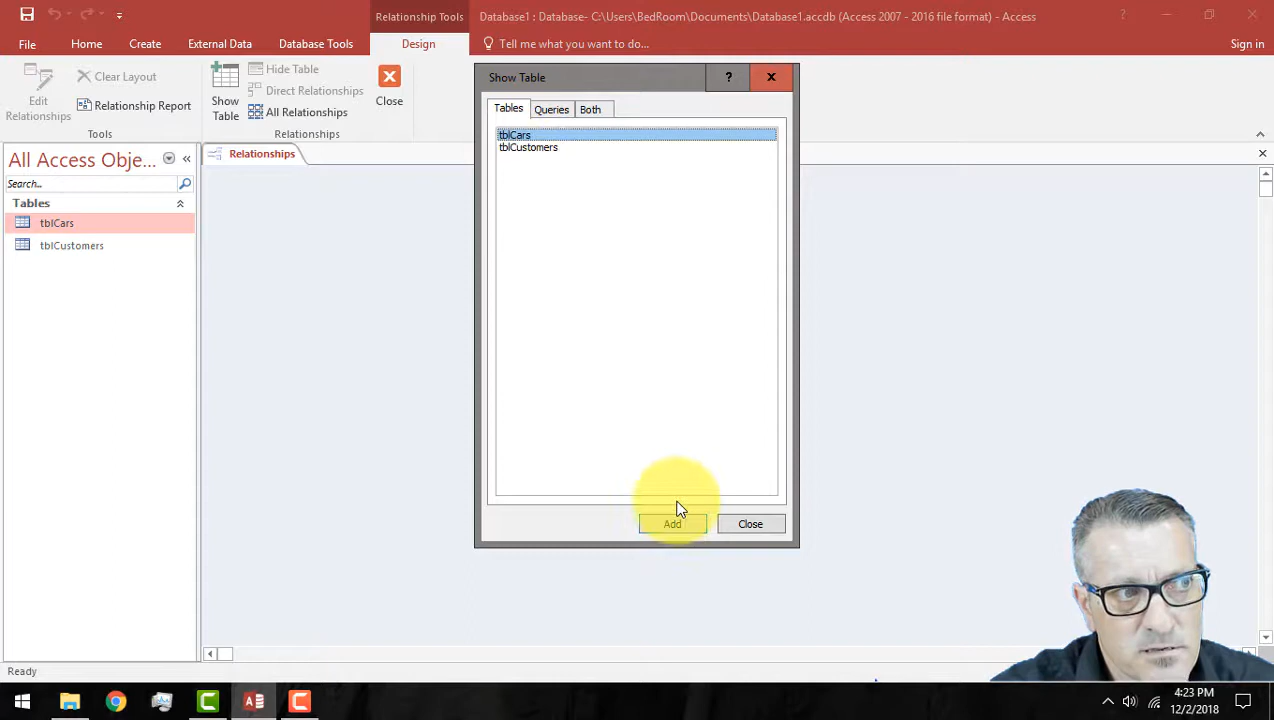 Relationship Tools
Database1 : Database- C:\Users\BedRoom\Documents\Database1.accdb (Access 2007 - 2016 file format) - Access
?
File
Home
Create
External Data
Database Tools
Design
Tell me what you want to do...
Sign in
Edit
Relationships
Clear Layout
Relationship Report
Tools
Show
Table
Hide Table
Direct Relationships
All Relationships
Relationships
Close
Show Table
?
Tables
Queries
Both
tblCars
tblCustomers
Add
Close
All Access Obje...
Search...
Tables
tblCars
tblCustomers
Relationships
Ready
4:23 PM
12/2/2018